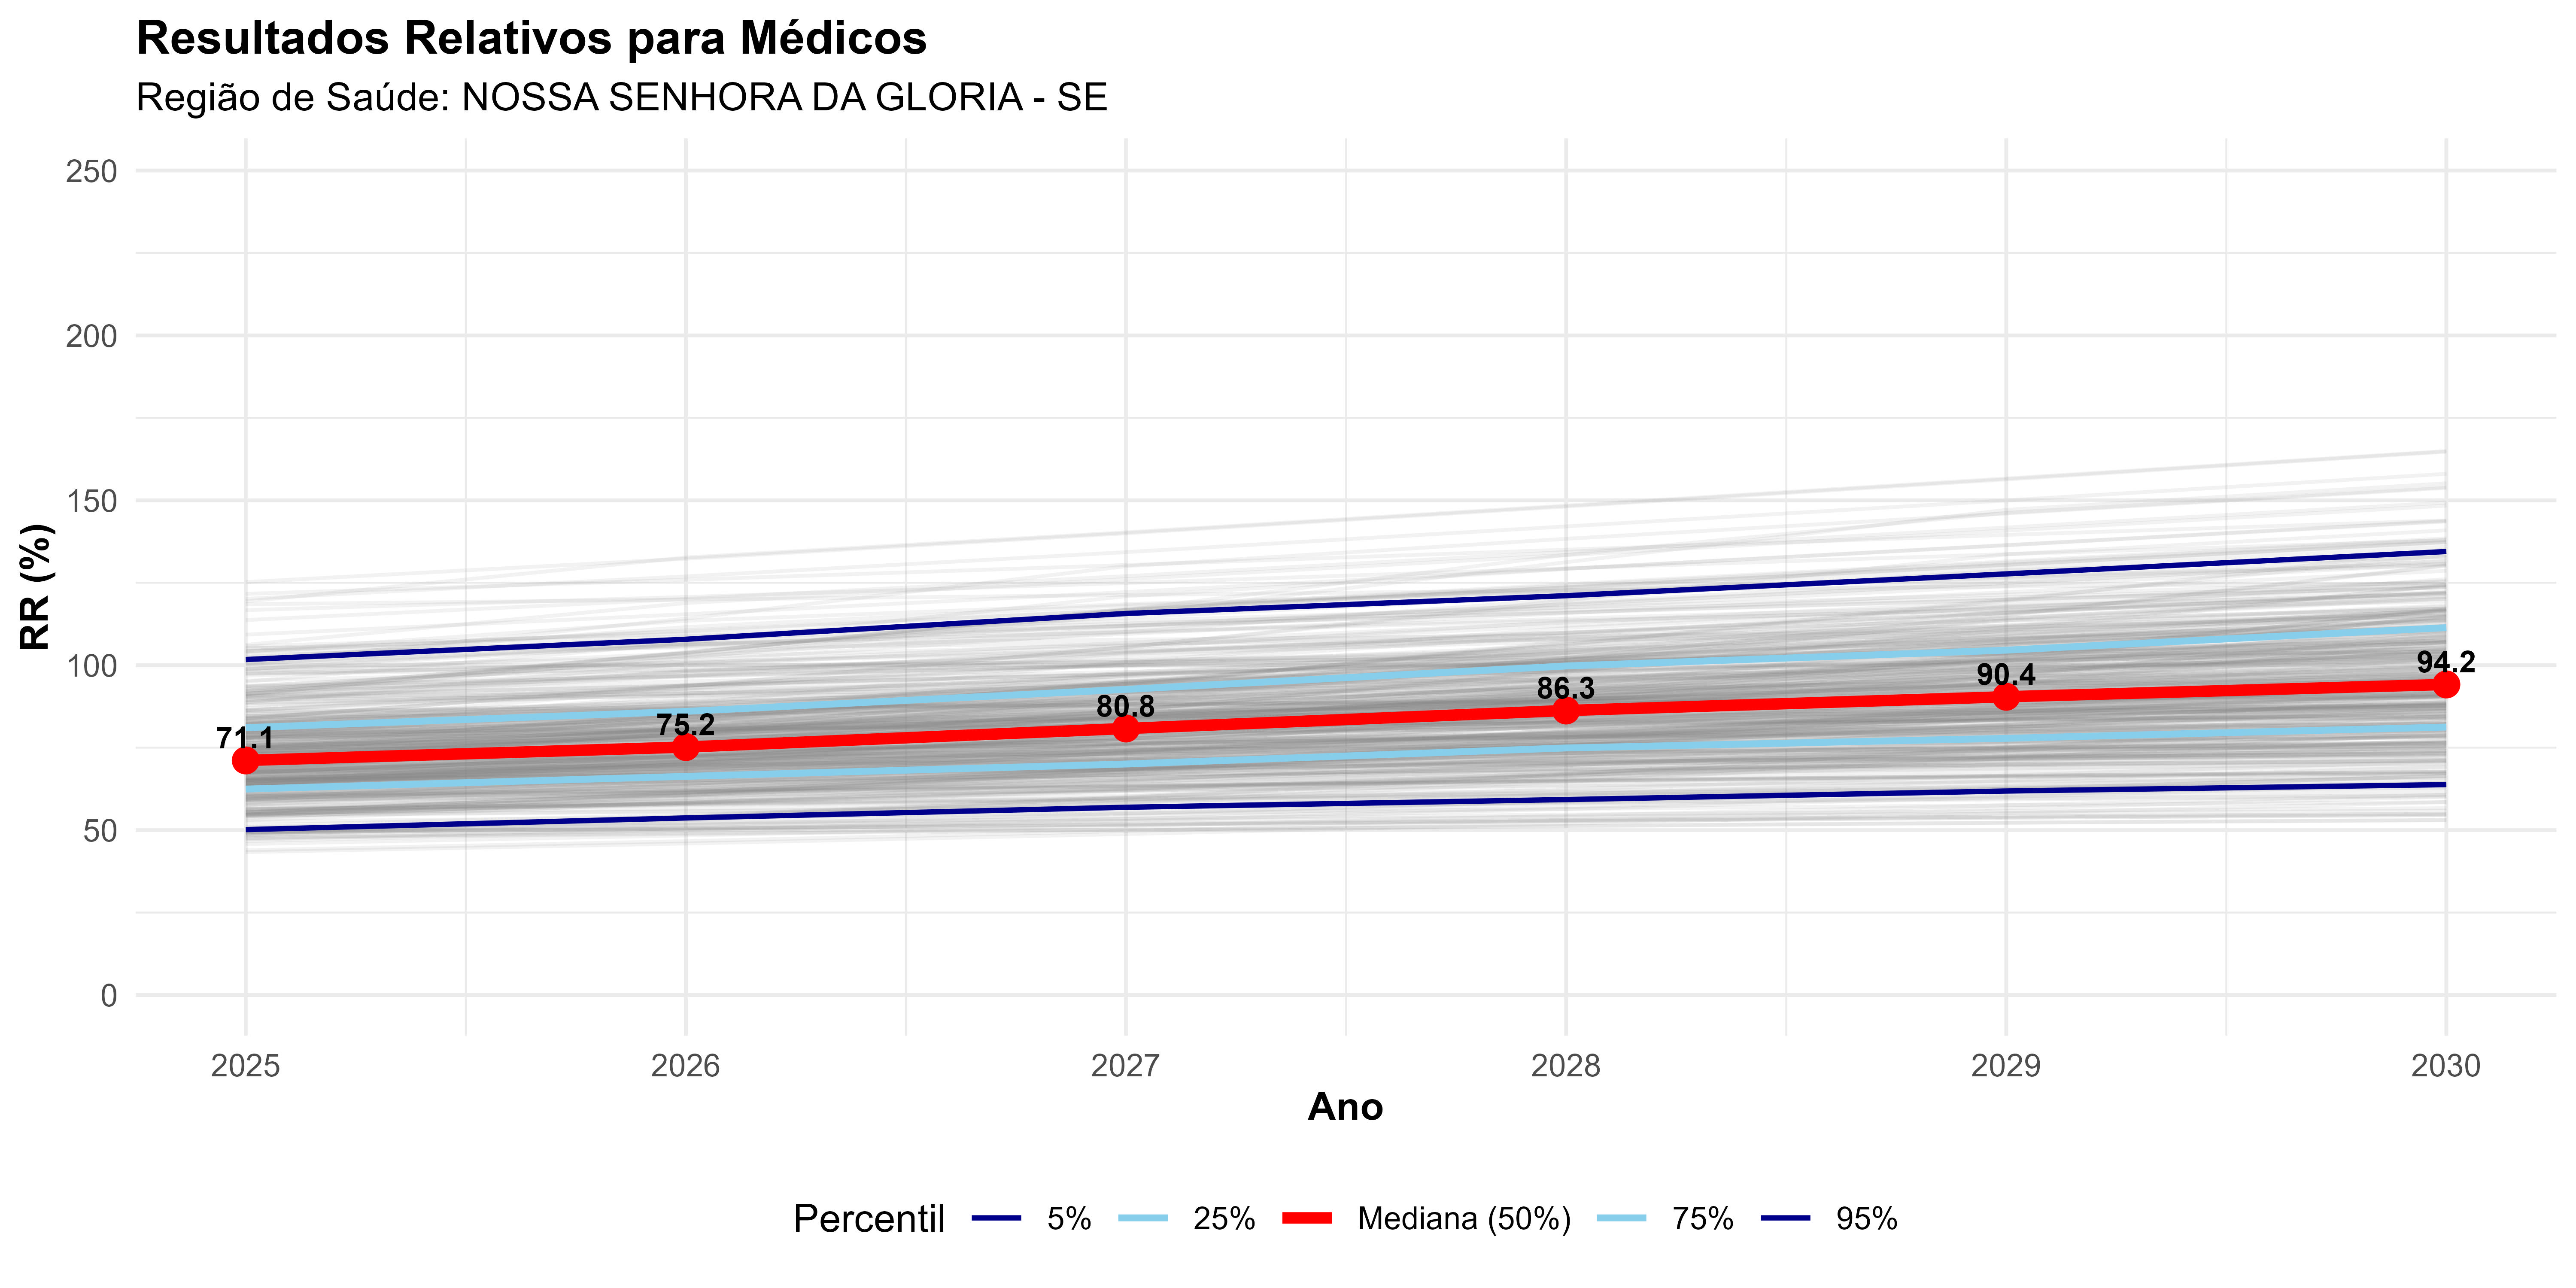 Resultados Relativos para Médicos
Região de Saúde: NOSSA SENHORA DA GLORIA - SE
RR (%)
250
200
150
100
50
0
71.1
75.2
80.8
86.3
90.4
94.2
2025 2026 2027 2028 2029 2030
Ano
Percentil 5% 25% Mediana (50%) 75% 95%